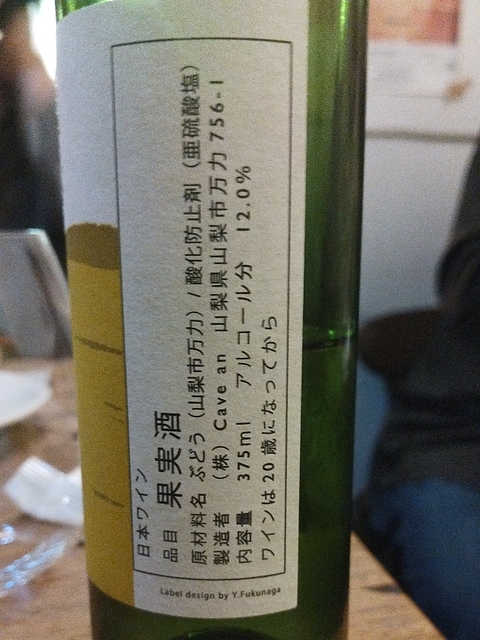 日本ワイン
品目 果実酒
原材料名 ぶどう（山梨市万力）/ 酸化防止剤（亜硫酸塩）
製造者 （株）Cave an 山梨県山梨市万力 756-1
内容量 375ml アルコール分 12.0%
ワインは20歳になってから
Label design by Y.Fukunaga